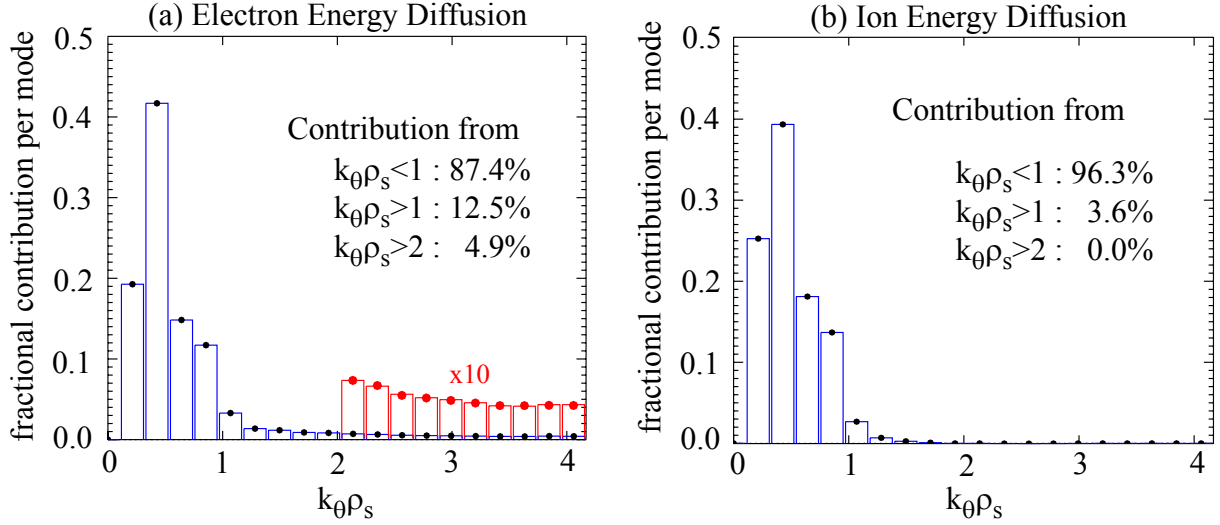 (a) Electron Energy Diffusion
fractional contribution per mode
0.5
0.4
0.3
0.2
0.1
0.0
Contribution from
kθρs<1 : 87.4%
kθρs>1 : 12.5%
kθρs>2 : 4.9%
x10
0 1 2 3 4
kθρs
(b) Ion Energy Diffusion
fractional contribution per mode
0.5
0.4
0.3
0.2
0.1
0.0
Contribution from
kθρs<1 : 96.3%
kθρs>1 : 3.6%
kθρs>2 : 0.0%
0 1 2 3 4
kθρs